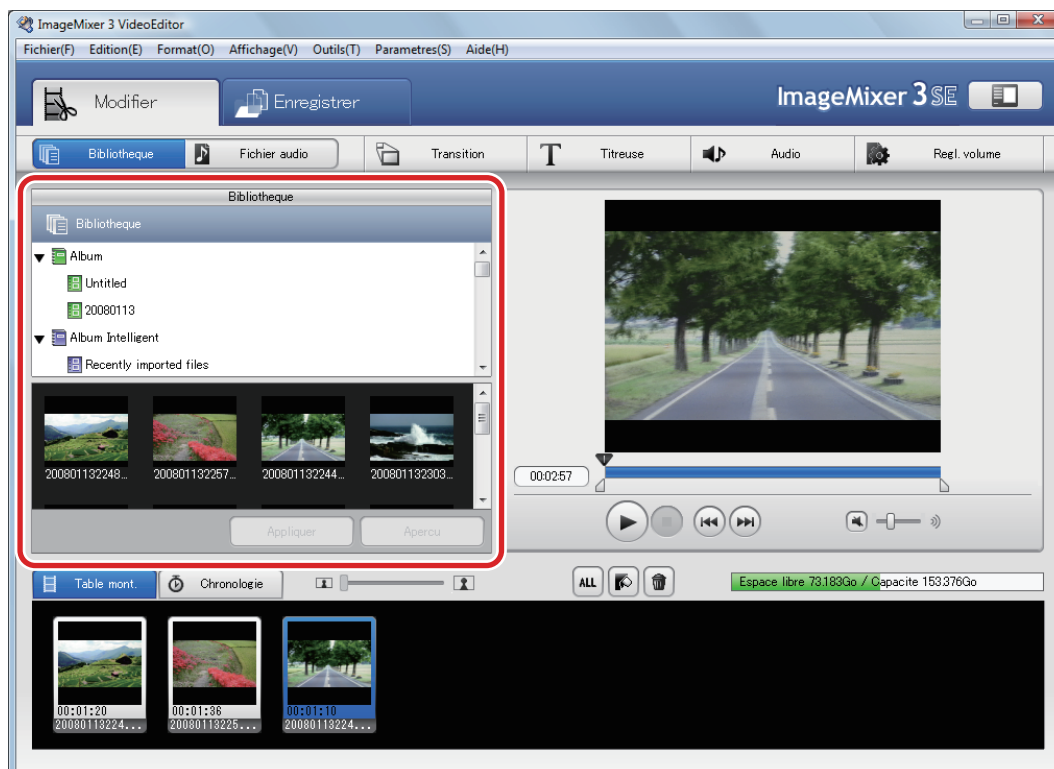 ImageMixer 3 VideoEditor
Fichier(F) Edition(E) Format(O) Affichage(V) Outils(T) Parametres(S) Aide(H)
Modifier Enregistrer ImageMixer 3 SE
Bibliotheque Fichier audio Transition Titreuse Audio Regl. volume
Bibliotheque
Bibliotheque
Album
Untitled
20080113
Album Intelligent
Recently imported files
200801132248... 200801132257... 200801132244... 200801132303...
00:02:57
Appliquer Apercu
Table mont. Chronologie ALL Espace libre 73.183Go / Capacite 153.376Go
00:01:20 00:01:36 00:01:10
20080113224... 20080113225... 20080113224...